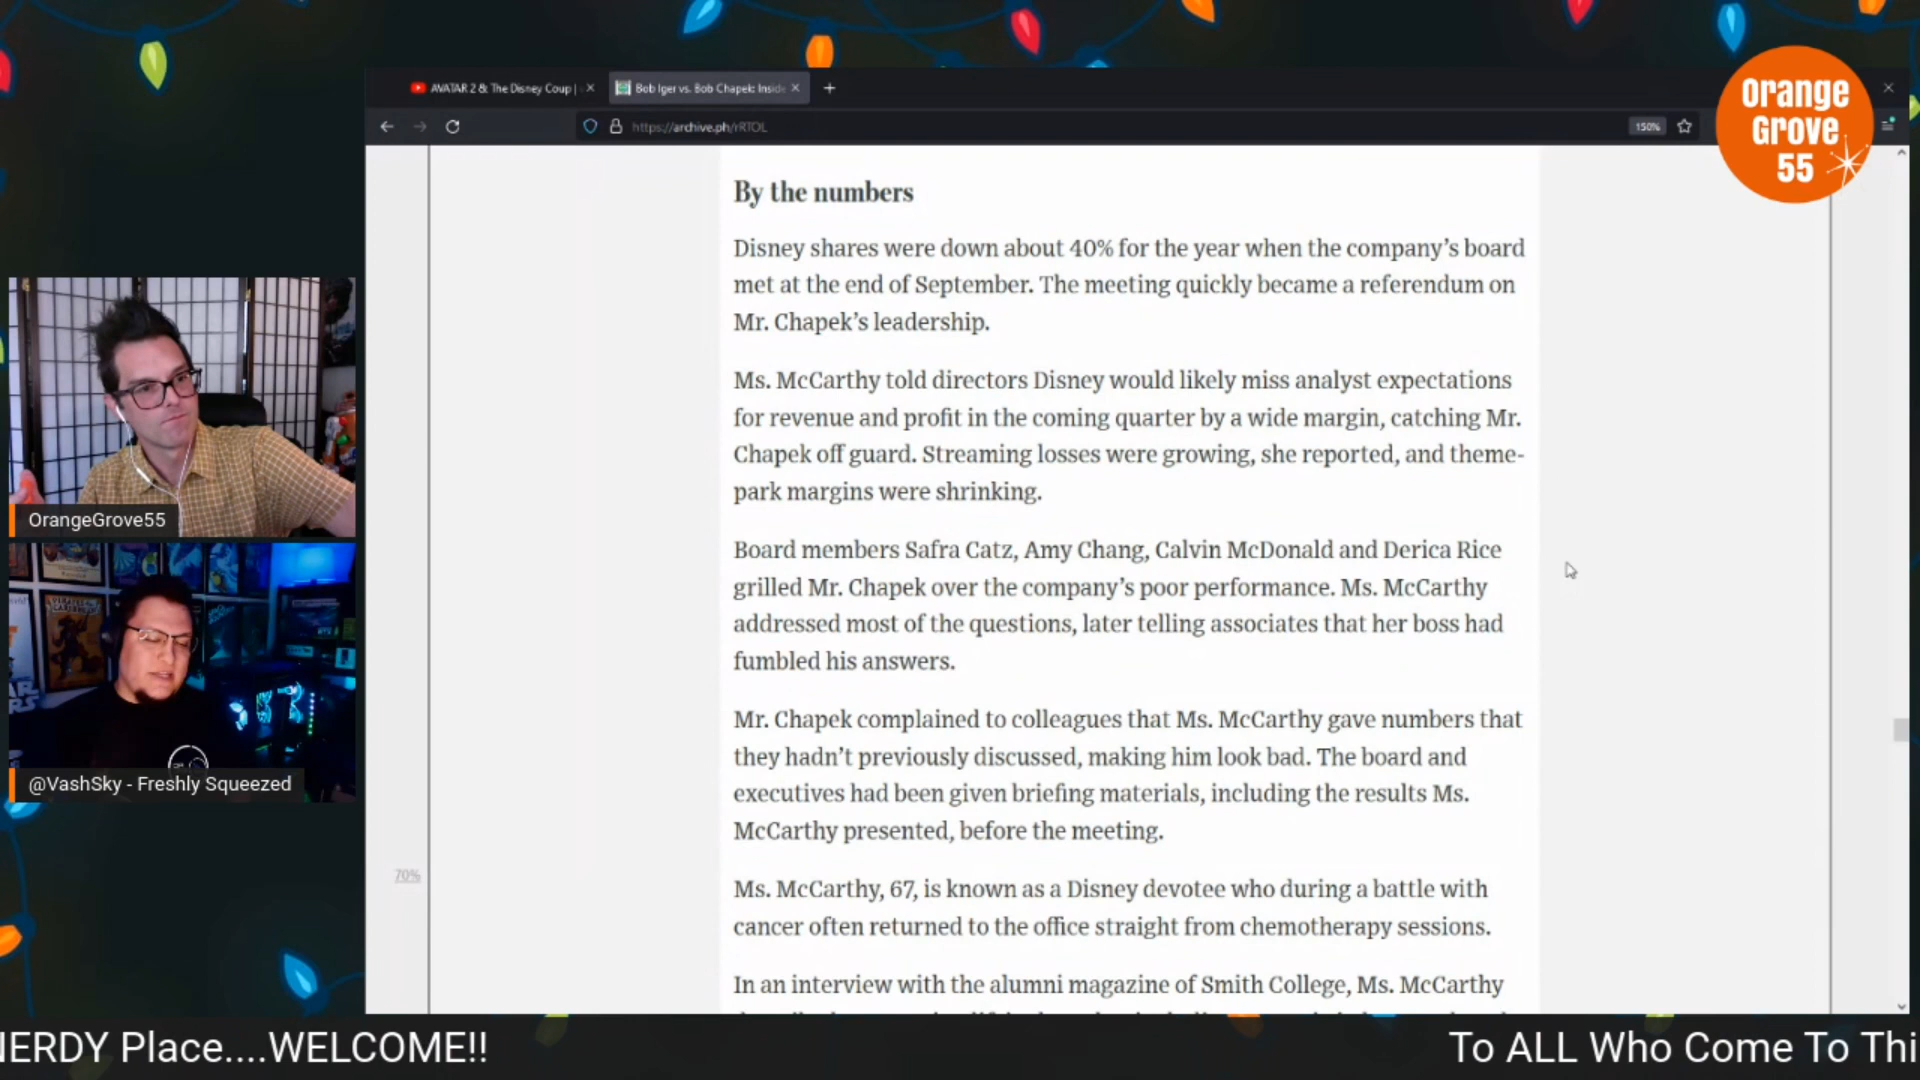 AVATAR 2 & The Disney Coup |
Bob Iger vs. Bob Chapek: Inside
https://archive.ph/rRTOL
150%
Orange
Grove
55
By the numbers
Disney shares were down about 40% for the year when the company's board
met at the end of September. The meeting quickly became a referendum on
Mr. Chapek's leadership.
Ms. McCarthy told directors Disney would likely miss analyst expectations
for revenue and profit in the coming quarter by a wide margin, catching Mr.
Chapek off guard. Streaming losses were growing, she reported, and theme-
park margins were shrinking.
Board members Safra Catz, Amy Chang, Calvin McDonald and Derica Rice
grilled Mr. Chapek over the company's poor performance. Ms. McCarthy
addressed most of the questions, later telling associates that her boss had
fumbled his answers.
Mr. Chapek complained to colleagues that Ms. McCarthy gave numbers that
they hadn't previously discussed, making him look bad. The board and
executives had been given briefing materials, including the results Ms.
McCarthy presented, before the meeting.
70%
Ms. McCarthy, 67, is known as a Disney devotee who during a battle with
cancer often returned to the office straight from chemotherapy sessions.
In an interview with the alumni magazine of Smith College, Ms. McCarthy
OrangeGrove55
@VashSky - Freshly Squeezed
NERDY Place....WELCOME!!
To ALL Who Come To Thi